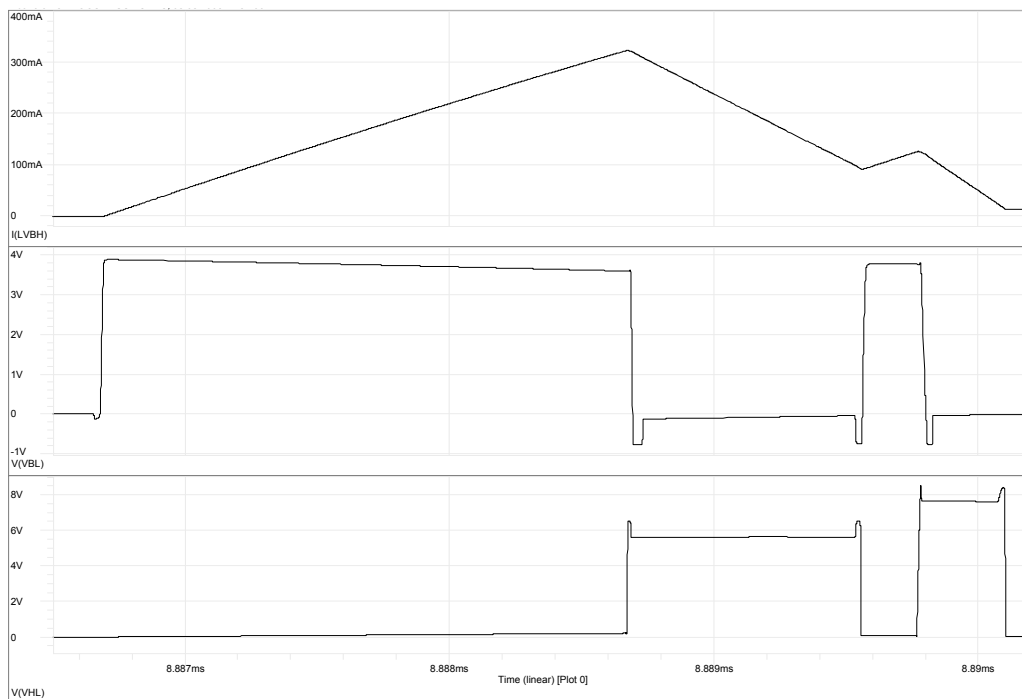 400mA
300mA
200mA
100mA
0
I(LVBH)
4V
3V
2V
1V
0
-1V
V(VBL)
8V
6V
4V
2V
0
8.887ms 8.888ms 8.889ms 8.89ms
Time (linear) [Plot 0]
V(VHL)